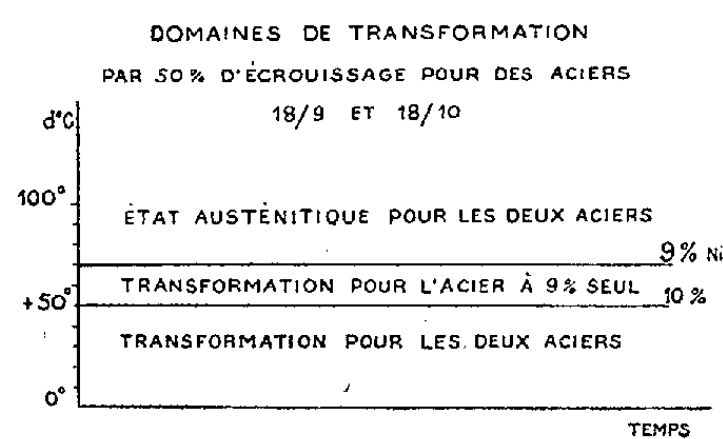 DOMAINES DE TRANSFORMATION
PAR 50 % D'ÉCROUISSAGE POUR DES ACIERS
18/9 ET 18/10
d°C
100°
ÉTAT AUSTÉNITIQUE POUR LES DEUX ACIERS
9 % Ni
TRANSFORMATION POUR L'ACIER À 9 % SEUL
10 %
+50°
TRANSFORMATION POUR LES DEUX ACIERS
0°
TEMPS